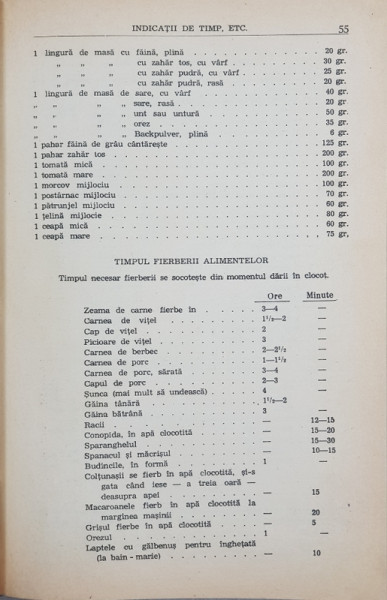 INDICAȚII DE TIMP, ETC. 55
1 lingură de masă cu făină, plină . . . . . . . . . . 20 gr.
„ „ „ cu zahăr tos, cu vârf . . . . . . . . 30 gr.
„ „ „ cu zahăr pudră, cu vârf . . . . . . . 25 gr.
„ „ „ cu zahăr pudră, rasă . . . . . . . . 20 gr.
1 lingură de masă de sare, cu vârf . . . . . . . . . 40 gr.
„ „ „ „ sare, rasă . . . . . . . . . . 20 gr
„ „ „ „ unt sau untură . . . . . . . . 50 gr.
„ „ „ „ orez . . . . . . . . . . . 35 gr.
„ „ „ „ Backpulver, plină . . . . . . . 6 gr.
1 pahar făină de grâu cântărește . . . . . . . . . . 125 gr.
1 pahar zahăr tos . . . . . . . . . . . . . . 200 gr.
1 tomată mică . . . . . . . . . . . . . . . 100 gr.
1 tomată mare . . . . . . . . . . . . . . . 200 gr.
1 morcov mijlociu . . . . . . . . . . . . . . 100 gr.
1 postârnac mijlociu . . . . . . . . . . . . . 70 gr.
1 pătrunjel mijlociu . . . . . . . . . . . . . 60 gr.
1 țelină mijlocie . . . . . . . . . . . . . . 80 gr.
1 ceapă mică . . . . . . . . . . . . . . . 60 gr.
1 ceapă mare . . . . . . . . . . . . . . . 75 gr,
TIMPUL FIERBERII ALIMENTELOR
Timpul necesar fierberii se socotește din momentul dării în clocot.
Ore Minute
Zeama de carne fierbe în . . . . . 3—4 —
Carnea de vițel . . . . . . . . 1½—2 —
Cap de vițel . . . . . . . . . 2 —
Picioare de vițel . . . . . . . . 3 —
Carnea de berbec . . . . . . . . 2—2½ —
Carnea de porc . . . . . . . . 1—1½ —
Carnea de porc, sărată . . . . . . 3—4 —
Capul de porc . . . . . . . . . 2—3 —
Șunca (mai mult să undească) . . . . 4 —
Găina tânără . . . . . . . . . 1½—2 —
Găina bătrână . . . . . . . . . 3 —
Racii . . . . . . . . . . . . — 12—15
Conopida, în apă clocotită . . . . . — 15—20
Sparanghelul . . . . . . . . . — 15—30
Spanacul și măcrișul . . . . . . . — 10—15
Budincile, în formă . . . . . . . 1 —
Colțunașii se fierb în apă clocotită, și-s
gata când iese — a treia oară —
deasupra apei . . . . . . . . — 15
Macaroanele fierb în apă clocotită la
marginea mașinii . . . . . . . — 20
Grișul fierbe în apă clocotită . . . . — 5
Orezul . . . . . . . . . . . 1 —
Laptele cu gălbenuș pentru înghețată
(la bain - marie) . . . . . . . — 10